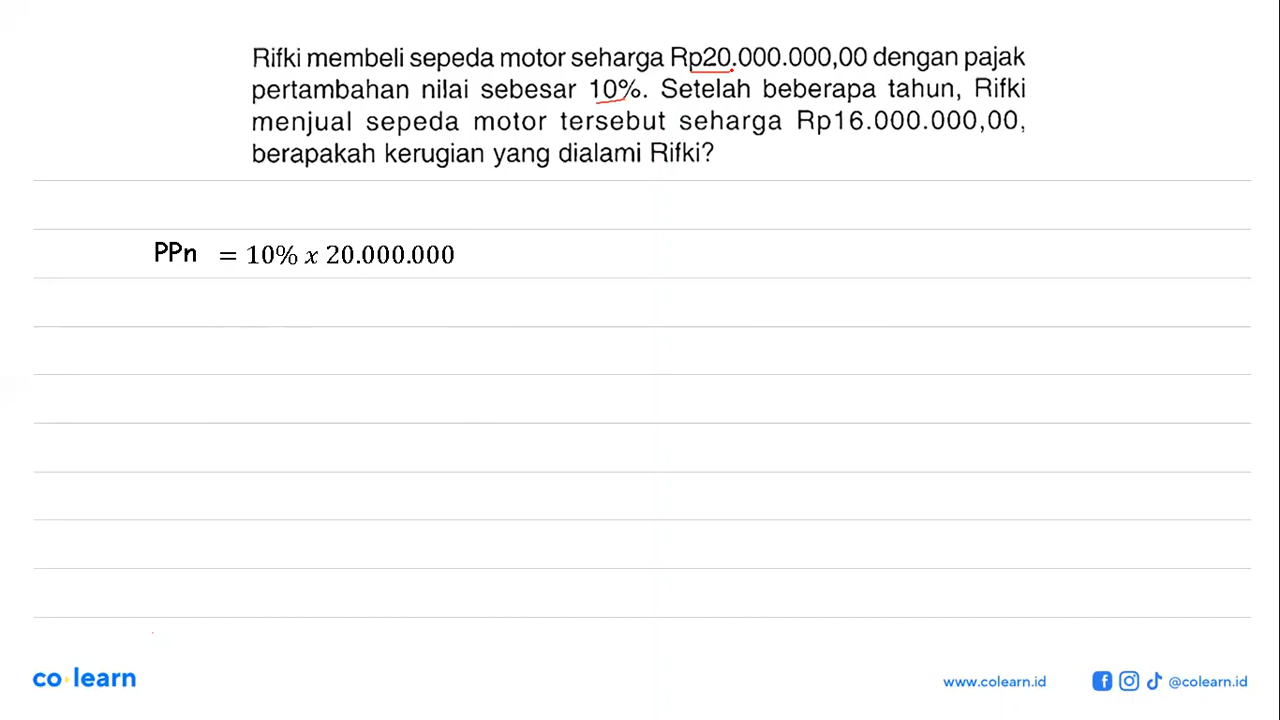 Rifki membeli sepeda motor seharga Rp20.000.000,00 dengan pajak
pertambahan nilai sebesar 10%. Setelah beberapa tahun, Rifki
menjual sepeda motor tersebut seharga Rp16.000.000,00,
berapakah kerugian yang dialami Rifki?
PPn = 10% x 20.000.000
co learn
www.colearn.id @colearn.id